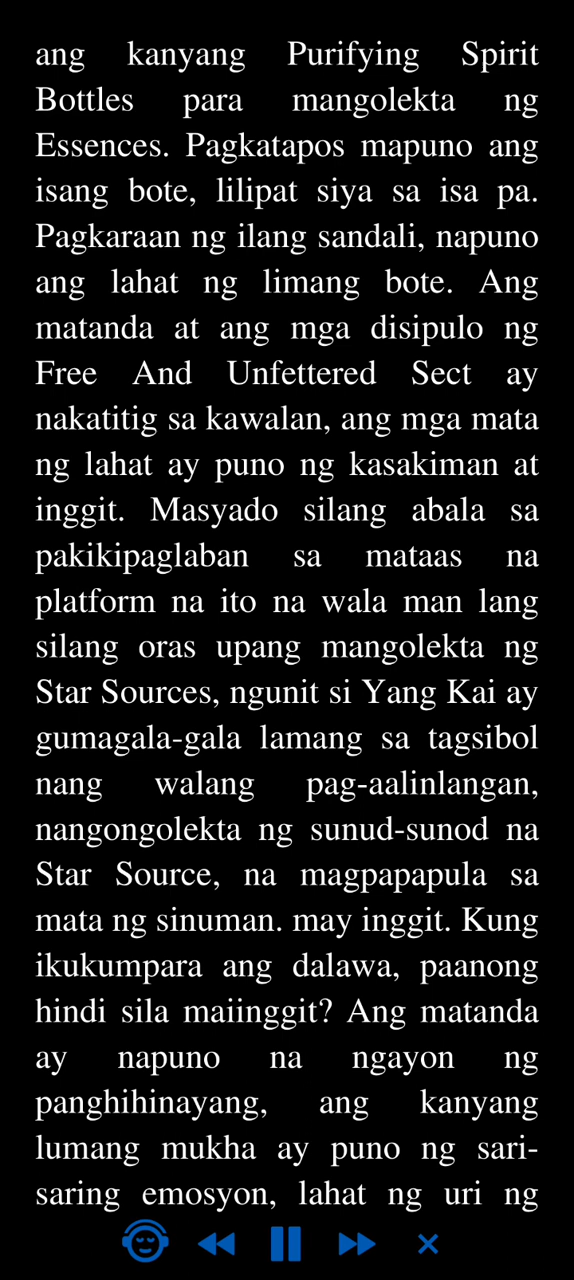 ang kanyang Purifying Spirit
Bottles para mangolekta ng
Essences. Pagkatapos mapuno ang
isang bote, lilipat siya sa isa pa.
Pagkaraan ng ilang sandali, napuno
ang lahat ng limang bote. Ang
matanda at ang mga disipulo ng
Free And Unfettered Sect ay
nakatitig sa kawalan, ang mga mata
ng lahat ay puno ng kasakiman at
inggit. Masyado silang abala sa
pakikipaglaban sa mataas na
platform na ito na wala man lang
silang oras upang mangolekta ng
Star Sources, ngunit si Yang Kai ay
gumagala-gala lamang sa tagsibol
nang walang pag-aalinlangan,
nangongolekta ng sunud-sunod na
Star Source, na magpapapula sa
mata ng sinuman. may inggit. Kung
ikukumpara ang dalawa, paanong
hindi sila maiinggit? Ang matanda
ay napuno na ngayon ng
panghihinayang, ang kanyang
lumang mukha ay puno ng sari-
saring emosyon, lahat ng uri ng